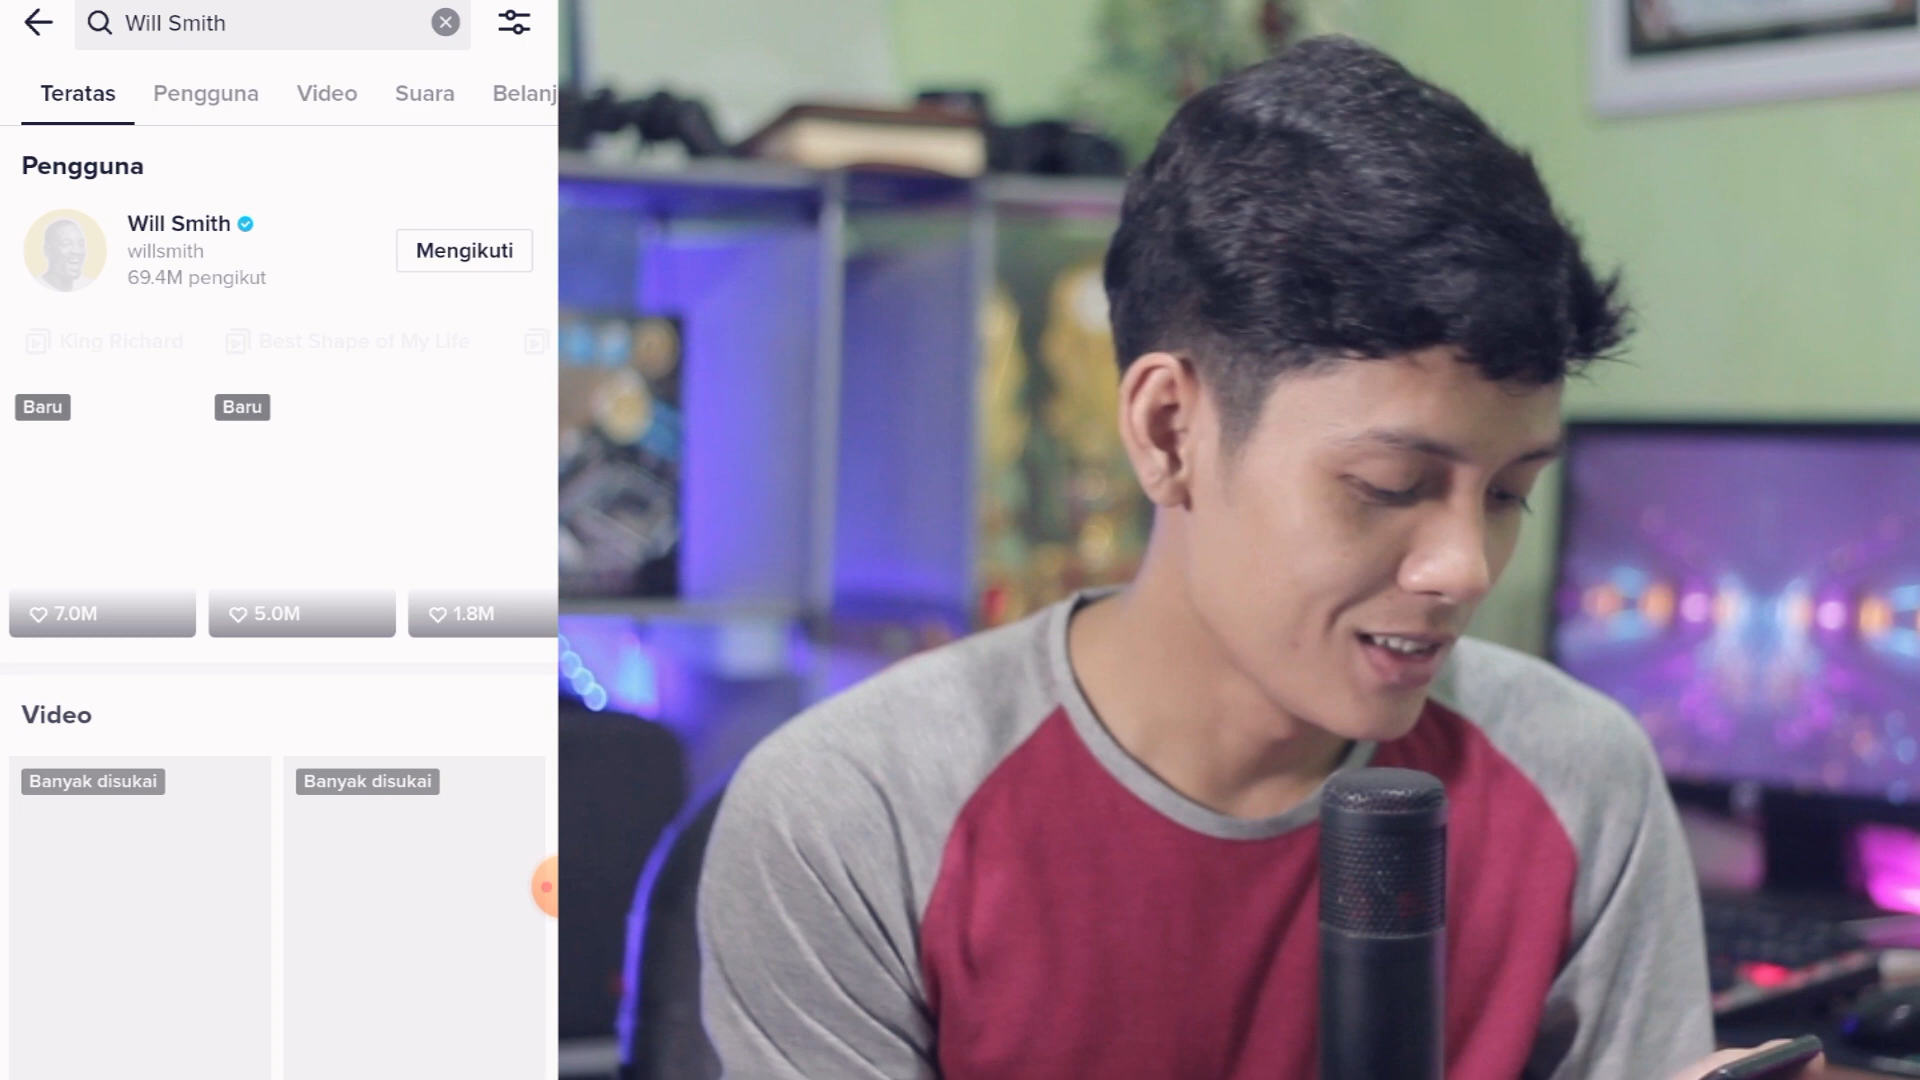 Will Smith
Teratas Pengguna Video Suara Belanj
Pengguna
Will Smith
willsmith
69.4M pengikut
Mengikuti
King Richard Best Shape of My Life
Baru Baru
7.0M 5.0M 1.8M
Video
Banyak disukai Banyak disukai